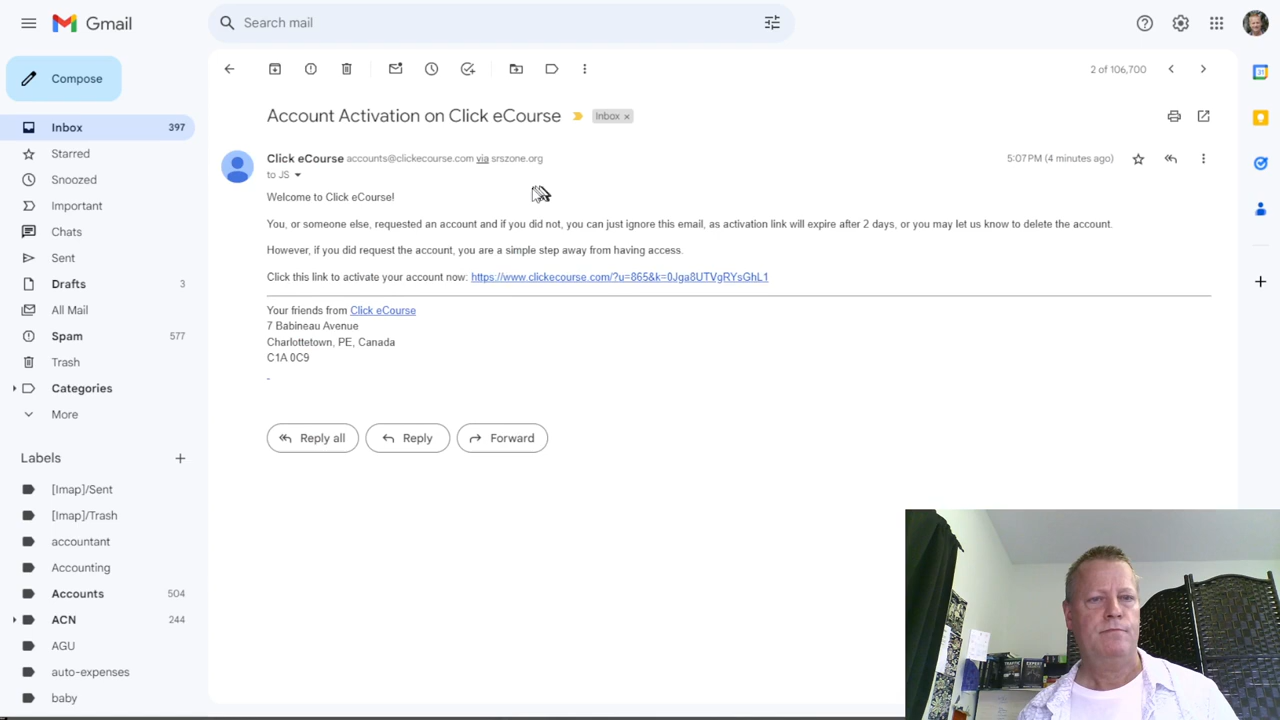 Gmail
Search mail
Compose
2 of 106,700
Inbox 397
Starred
Snoozed
Important
Chats
Sent
Drafts 3
All Mail
Spam 577
Trash
Categories
More
Labels
[Imap]/Sent
[Imap]/Trash
accountant
Accounting
Accounts 504
ACN 244
AGU
auto-expenses
baby
Account Activation on Click eCourse Inbox ×
Click eCourse accounts@clickecourse.com via srszone.org 5:07 PM (4 minutes ago)
to JS
Welcome to Click eCourse!
You, or someone else, requested an account and if you did not, you can just ignore this email, as activation link will expire after 2 days, or you may let us know to delete the account.
However, if you did request the account, you are a simple step away from having access.
Click this link to activate your account now: https://www.clickecourse.com/?u=865&k=0Jga8UTVgRYsGhL1
Your friends from Click eCourse
7 Babineau Avenue
Charlottetown, PE, Canada
C1A 0C9
-
Reply all Reply Forward